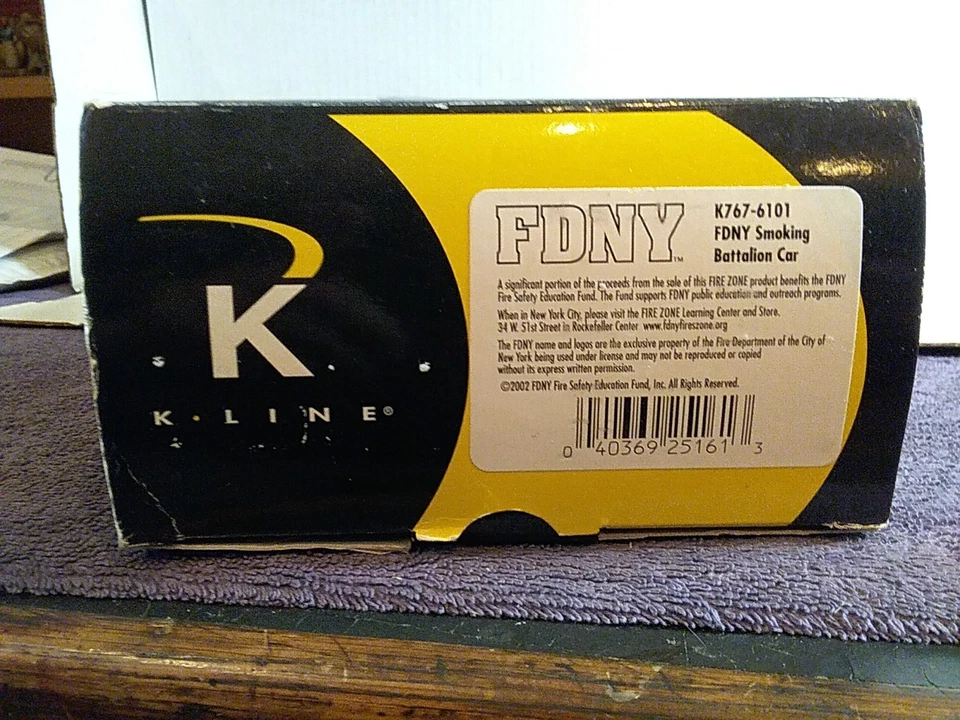 K
K·LINE®
FDNY™
K767-6101
FDNY Smoking
Battalion Car
A significant portion of the proceeds from the sale of this FIRE ZONE product benefits the FDNY
Fire Safety Education Fund. The Fund supports FDNY public education and outreach programs.
When in New York City, please visit the FIRE ZONE Learning Center and Store.
34 W. 51st Street in Rockefeller Center www.fdnyfirezone.org
The FDNY name and logos are the exclusive property of the Fire Department of the City of
New York being used under license and may not be reproduced or copied
without its express written permission.
©2002 FDNY Fire Safety Education Fund, Inc. All Rights Reserved.
0 40369 25161 3